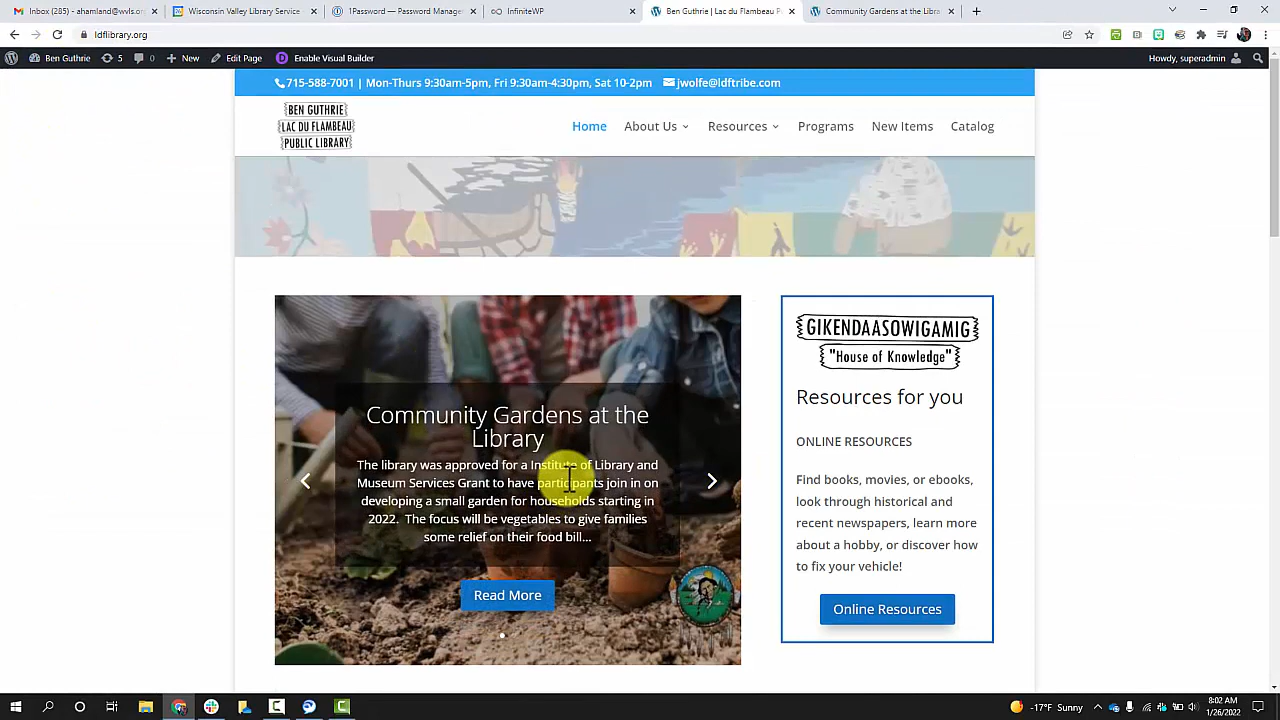 Inbox (285) - ahamland@wvls.or
Wisconsin Valley Library Service
1Password — Password Manage
InfiniteWP
Ben Guthrie | Lac du Flambeau P
Community Gardens at the Libra
ldflibrary.org
Ben Guthrie
5
0
New
Edit Page
Enable Visual Builder
Howdy, superadmin
715-588-7001 | Mon-Thurs 9:30am-5pm, Fri 9:30am-4:30pm, Sat 10-2pm
jwolfe@ldftribe.com
BEN GUTHRIE
LAC DU FLAMBEAU
PUBLIC LIBRARY
Home
About Us
Resources
Programs
New Items
Catalog
Community Gardens at the
Library
The library was approved for a Institute of Library and
Museum Services Grant to have participants join in on
developing a small garden for households starting in
2022. The focus will be vegetables to give families
some relief on their food bill...
Read More
GIKENDAASOWIGAMIG
"House of Knowledge"
Resources for you
ONLINE RESOURCES
Find books, movies, or ebooks,
look through historical and
recent newspapers, learn more
about a hobby, or discover how
to fix your vehicle!
Online Resources
-17°F Sunny
8:02 AM
1/26/2022